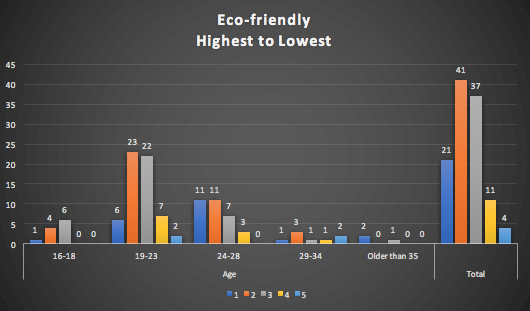 Eco-friendly
Highest to Lowest
45
40
35
30
25
20
15
10
5
0
1 4 6 0 0
6 23 22 7 2
11 11 7 3 0
1 3 1 1 2
2 0 1 0 0
21 41 37 11 4
16-18 19-23 24-28 29-34 Older than 35
Age Total
1 2 3 4 5